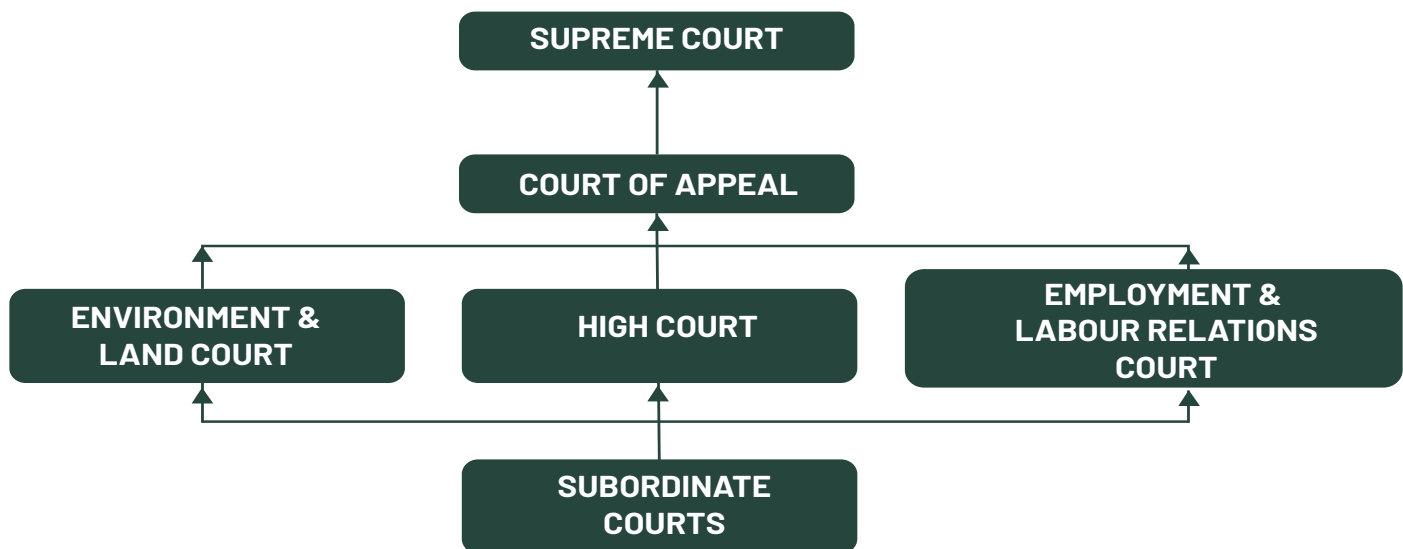 SUPREME COURT
COURT OF APPEAL
ENVIRONMENT &
LAND COURT
HIGH COURT
EMPLOYMENT &
LABOUR RELATIONS
COURT
SUBORDINATE
COURTS